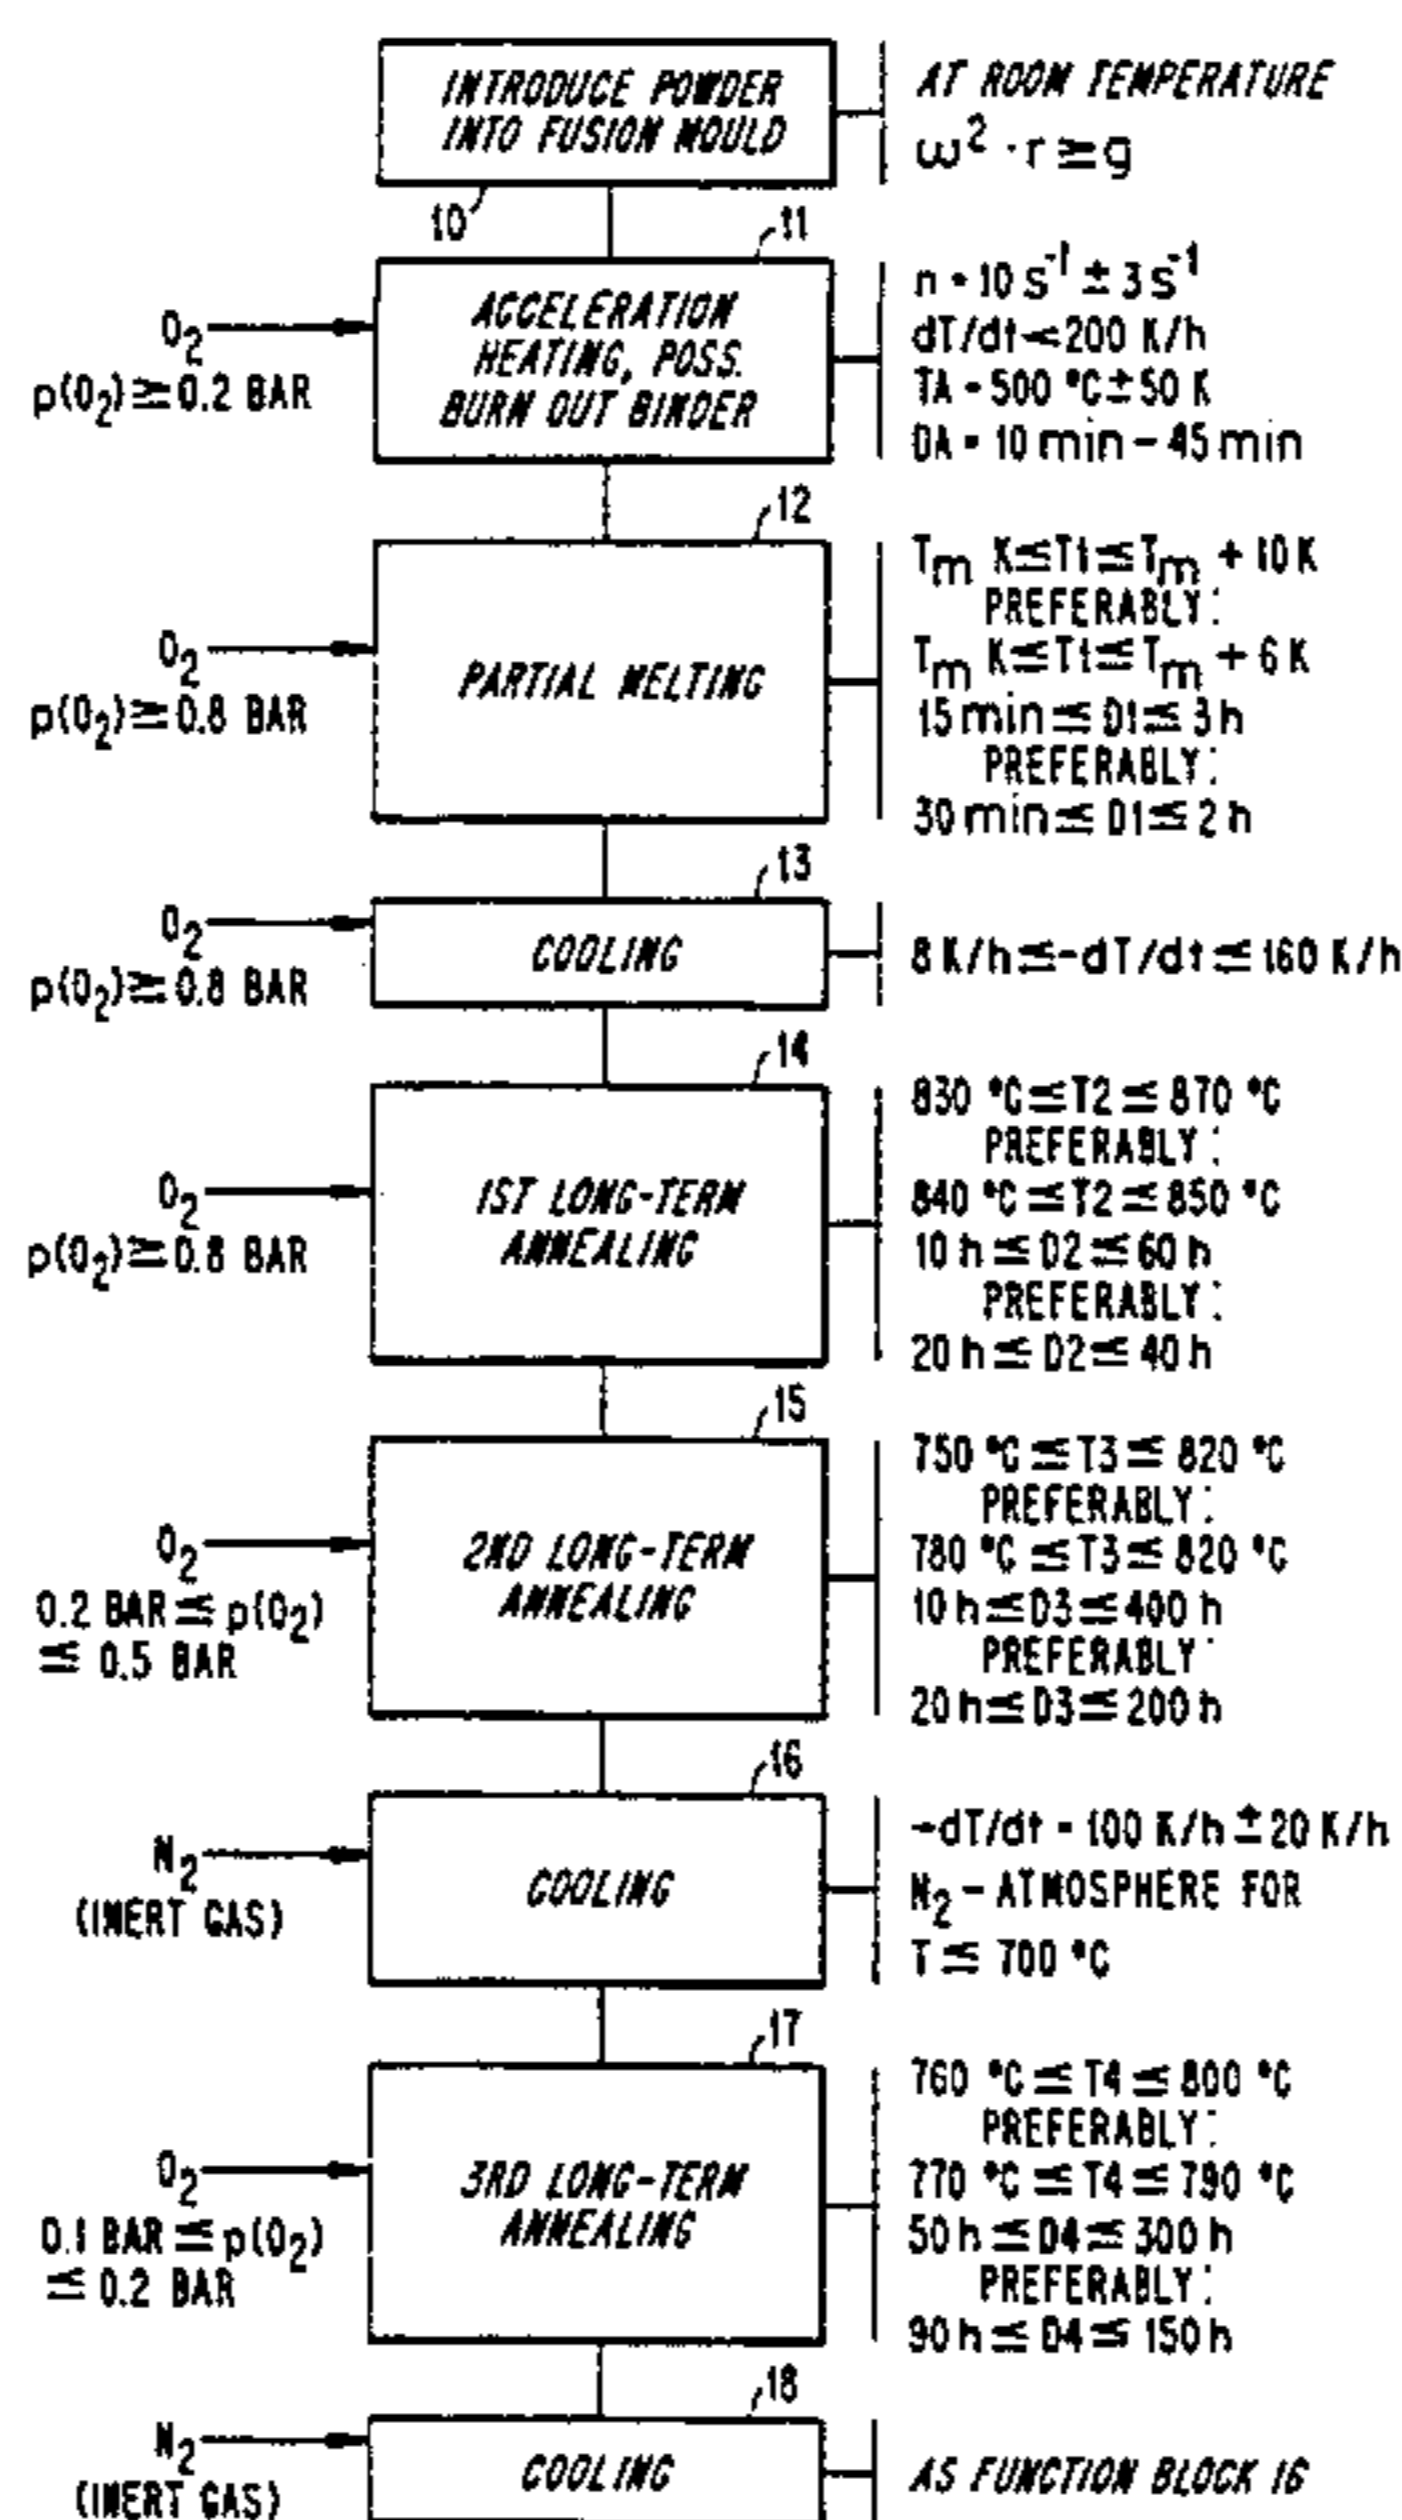 INTRODUCE POWDER
INTO FUSION MOULD
AT ROOM TEMPERATURE
ω² · r ≧ g
10
11
O₂
p(O₂) ≧ 0.2 BAR
ACCELERATION
HEATING, POSS.
BURN OUT BINDER
n = 10 s⁻¹ ± 3 s⁻¹
dT/dt < 200 K/h
TA = 500 °C ± 50 K
DA = 10 min - 45 min
12
O₂
p(O₂) ≧ 0.8 BAR
PARTIAL MELTING
Tₘ K ≦ T1 ≦ Tₘ + 10 K
PREFERABLY:
Tₘ K ≦ T1 ≦ Tₘ + 6 K
15 min ≦ D1 ≦ 3 h
PREFERABLY:
30 min ≦ D1 ≦ 2 h
13
O₂
p(O₂) ≧ 0.8 BAR
COOLING
8 K/h ≦ -dT/dt ≦ 160 K/h
14
O₂
p(O₂) ≧ 0.8 BAR
1ST LONG-TERM
ANNEALING
830 °C ≦ T2 ≦ 870 °C
PREFERABLY:
840 °C ≦ T2 ≦ 850 °C
10 h ≦ D2 ≦ 60 h
PREFERABLY:
20 h ≦ D2 ≦ 40 h
15
O₂
0.2 BAR ≦ p(O₂)
≦ 0.5 BAR
2ND LONG-TERM
ANNEALING
750 °C ≦ T3 ≦ 820 °C
PREFERABLY:
780 °C ≦ T3 ≦ 820 °C
10 h ≦ D3 ≦ 400 h
PREFERABLY:
20 h ≦ D3 ≦ 200 h
16
N₂
(INERT GAS)
COOLING
-dT/dt = 100 K/h ± 20 K/h
N₂ - ATMOSPHERE FOR
T ≦ 700 °C
17
O₂
0.1 BAR ≦ p(O₂)
≦ 0.2 BAR
3RD LONG-TERM
ANNEALING
760 °C ≦ T4 ≦ 800 °C
PREFERABLY:
770 °C ≦ T4 ≦ 790 °C
50 h ≦ D4 ≦ 300 h
PREFERABLY:
90 h ≦ D4 ≦ 150 h
18
N₂
(INERT GAS)
COOLING
AS FUNCTION BLOCK 16